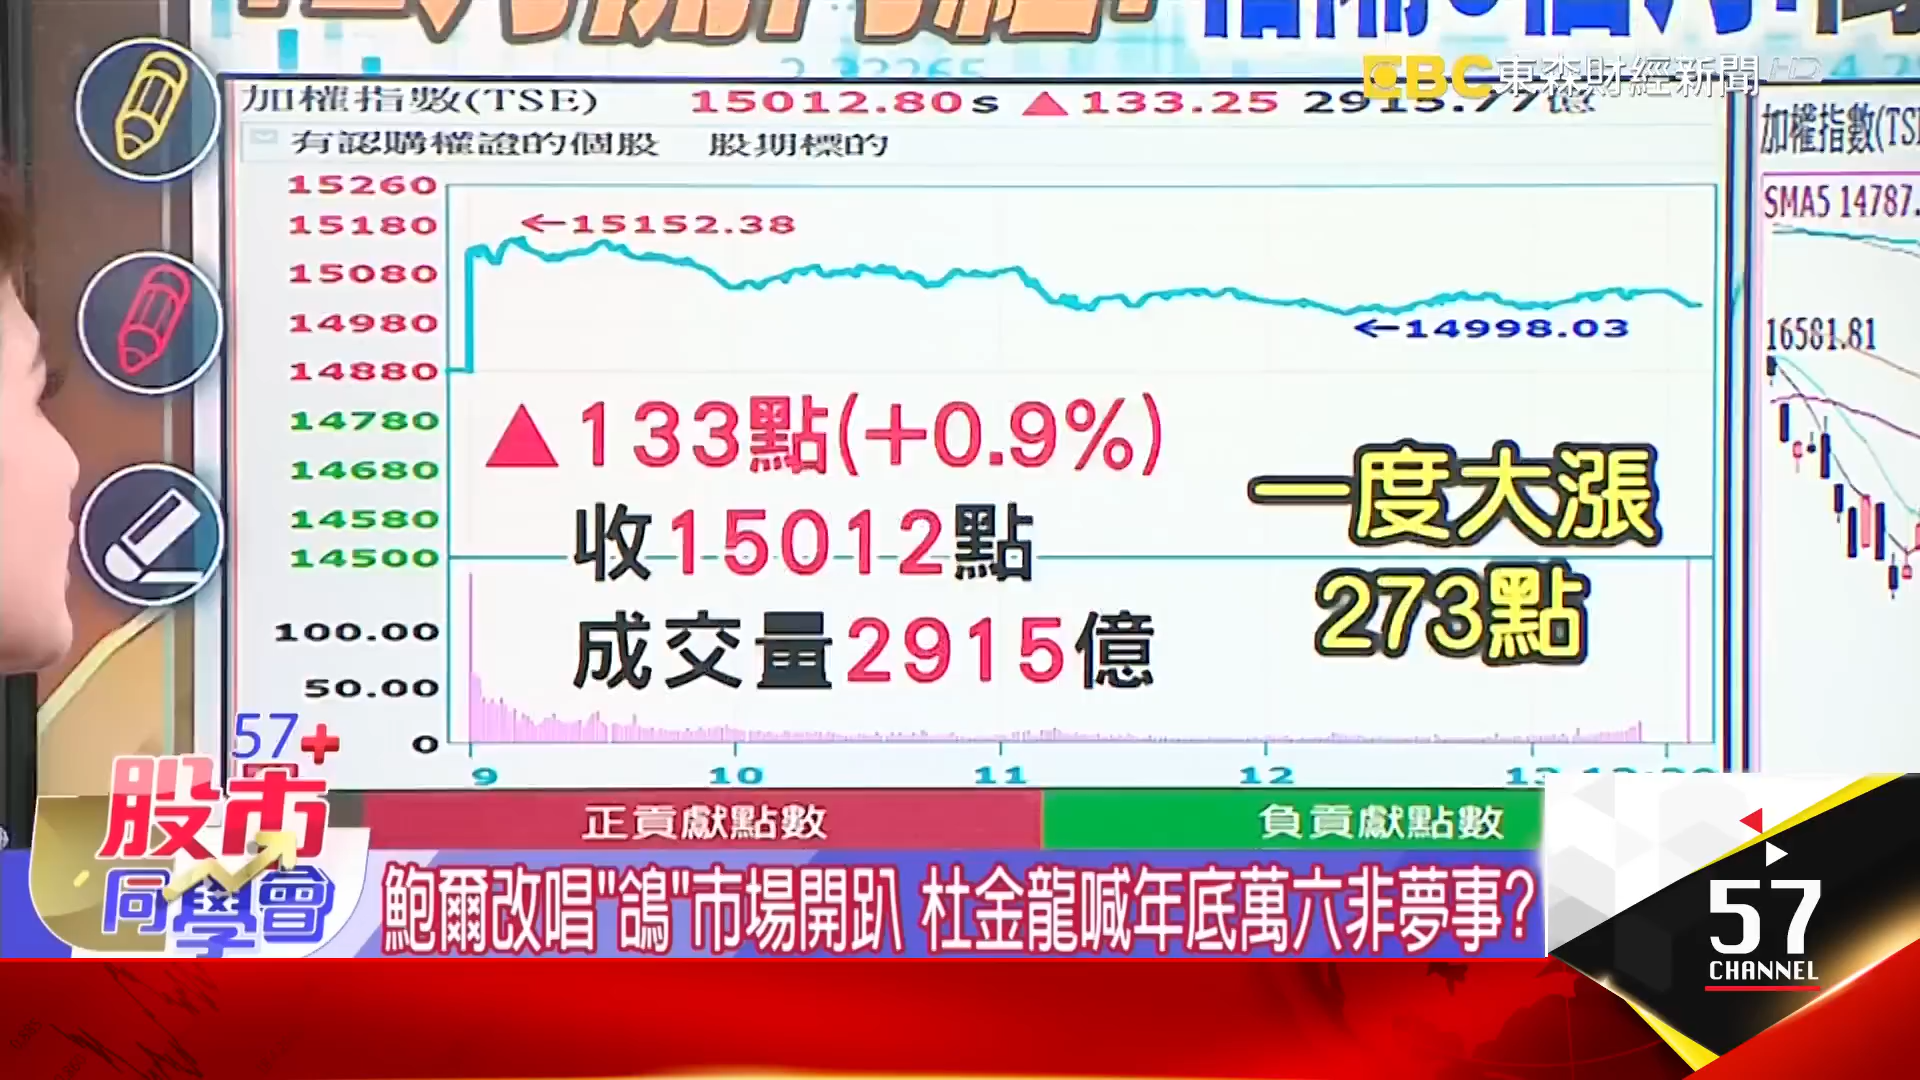 EBC 東森財經新聞 HD
加權指數(TSE) 15012.80s ▲133.25 2915.77億
有認購權證的個股 股期標的
15260
15180
15080
14980
14880
14780
14680
14580
14500
100.00
50.00
0
←15152.38
←14998.03
▲133點(+0.9%)
收15012點
成交量2915億
一度大漲
273點
9 10 11 12
加權指數(TS
SMA5 14787.
16581.81
正貢獻點數 負貢獻點數
57+
股市
同學會
鮑爾改唱"鴿"市場開趴 杜金龍喊年底萬六非夢事?
57
CHANNEL